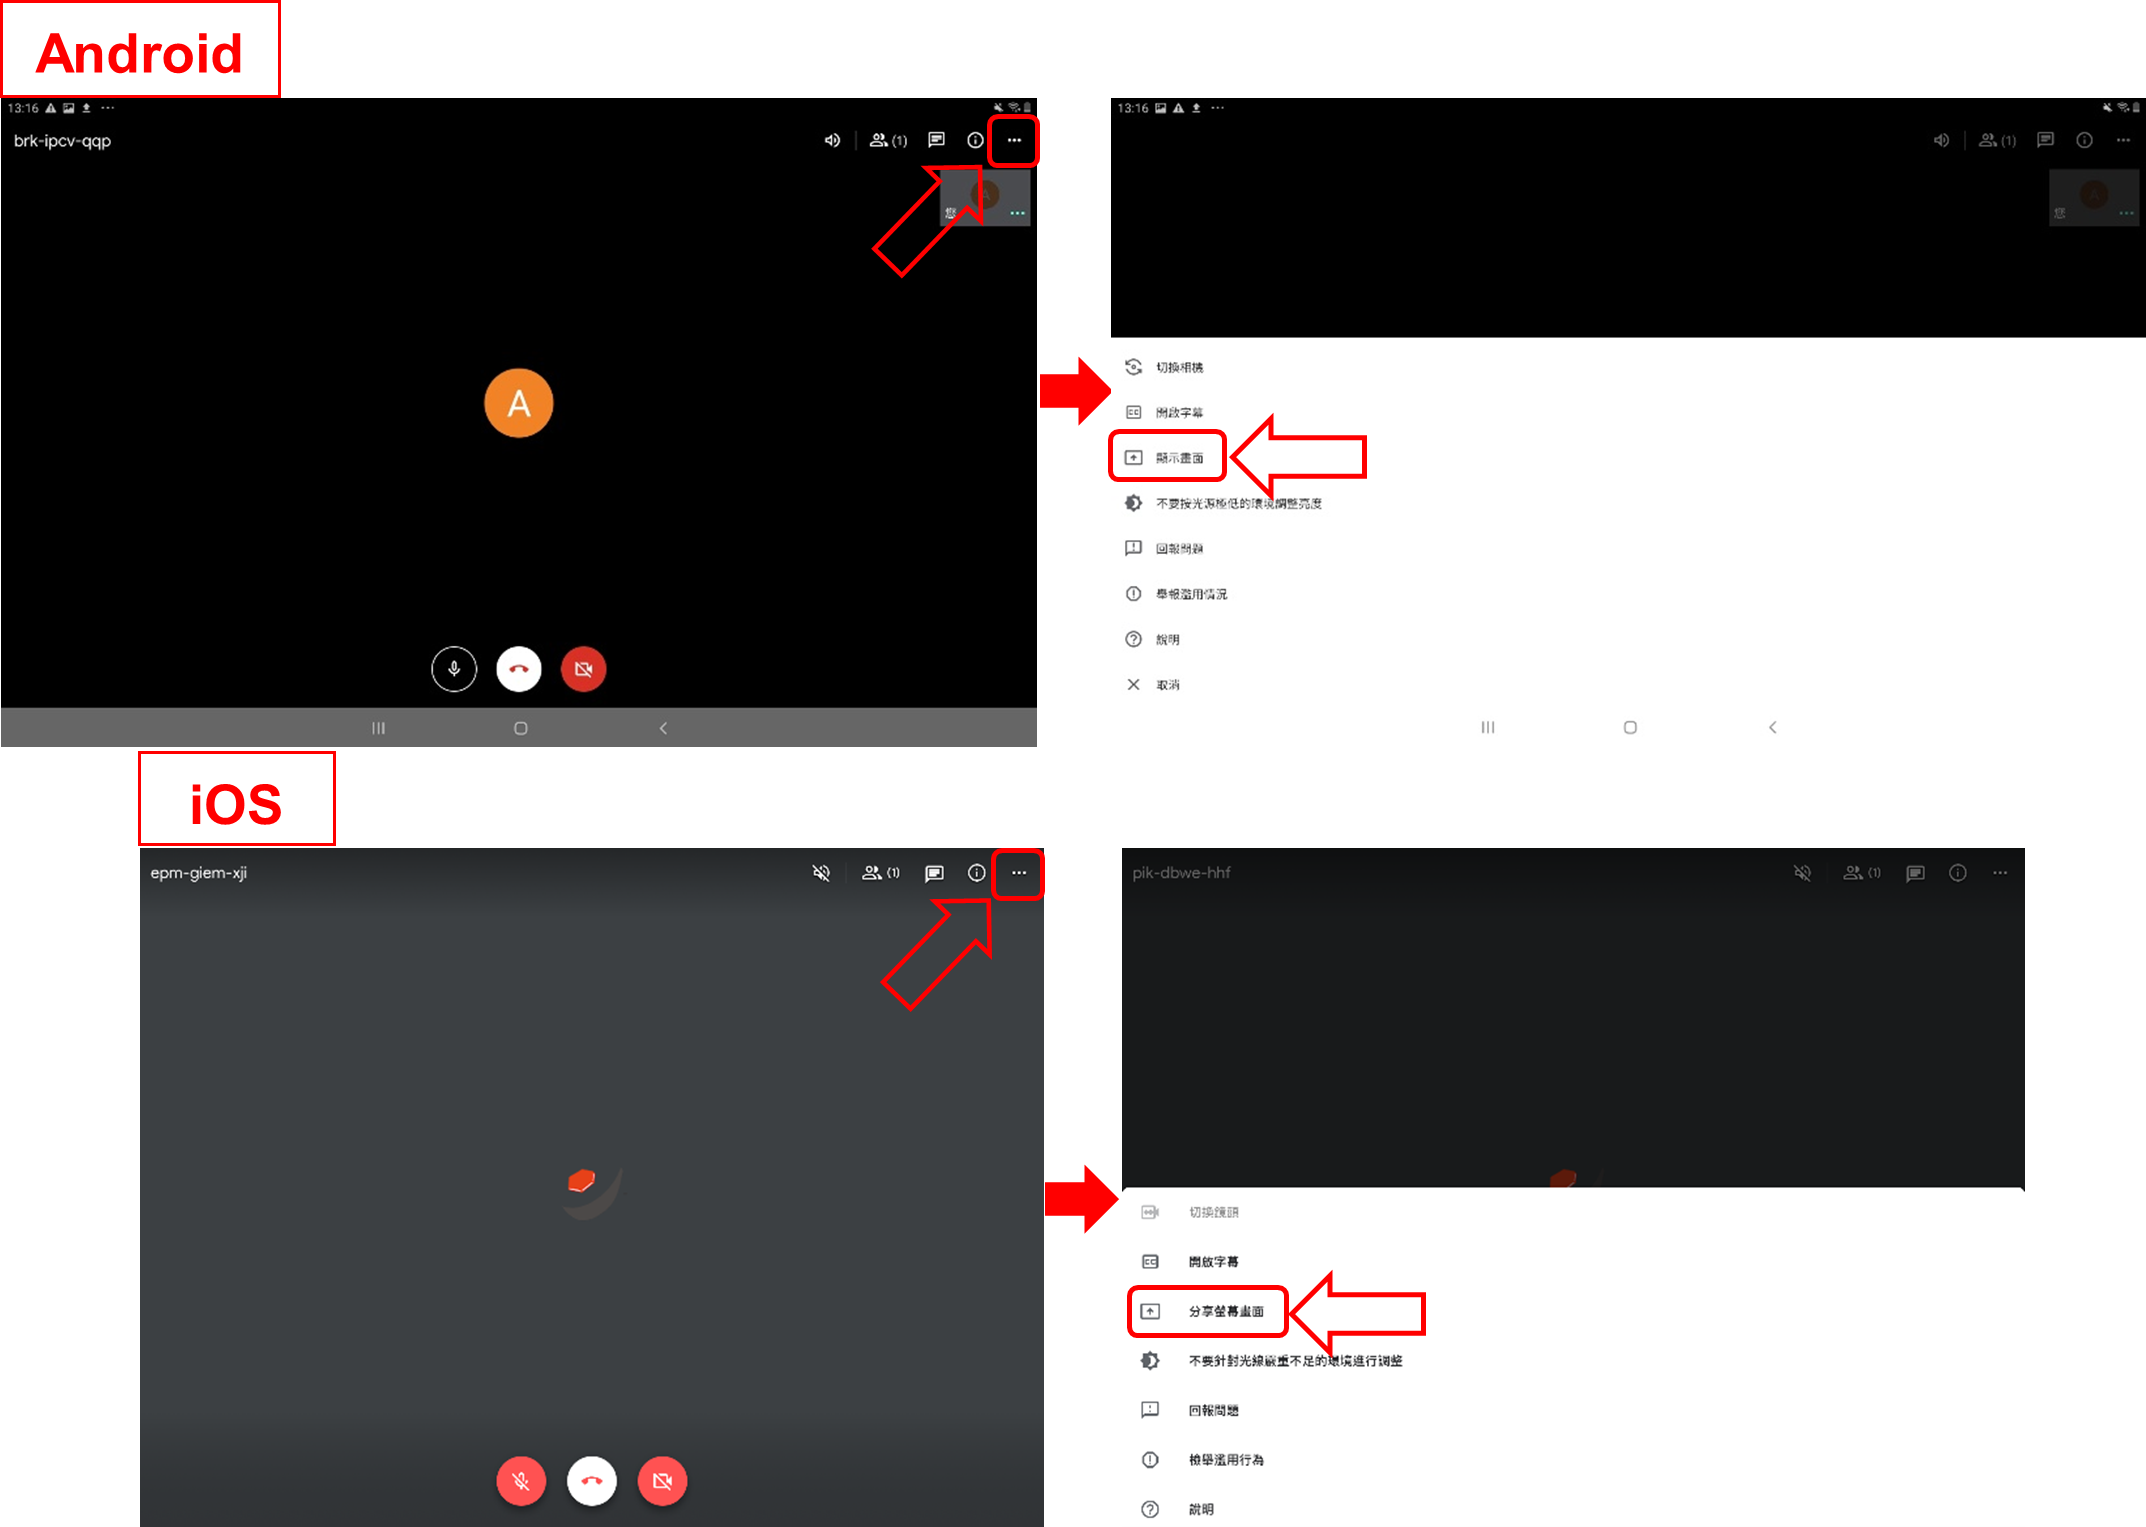 Android
13:16
brk-ipcv-qqp
(1)
A
您
A
13:16
(1)
A
您
切換相機
開啟字幕
顯示畫面
不要按光源極低的環境調整亮度
回報問題
舉報濫用情況
說明
取消
iOS
epm-giem-xji
(1)
pik-dbwe-hhf
(1)
切換鏡頭
開啟字幕
分享螢幕畫面
不要針對光線嚴重不足的環境進行調整
回報問題
檢舉濫用行為
說明